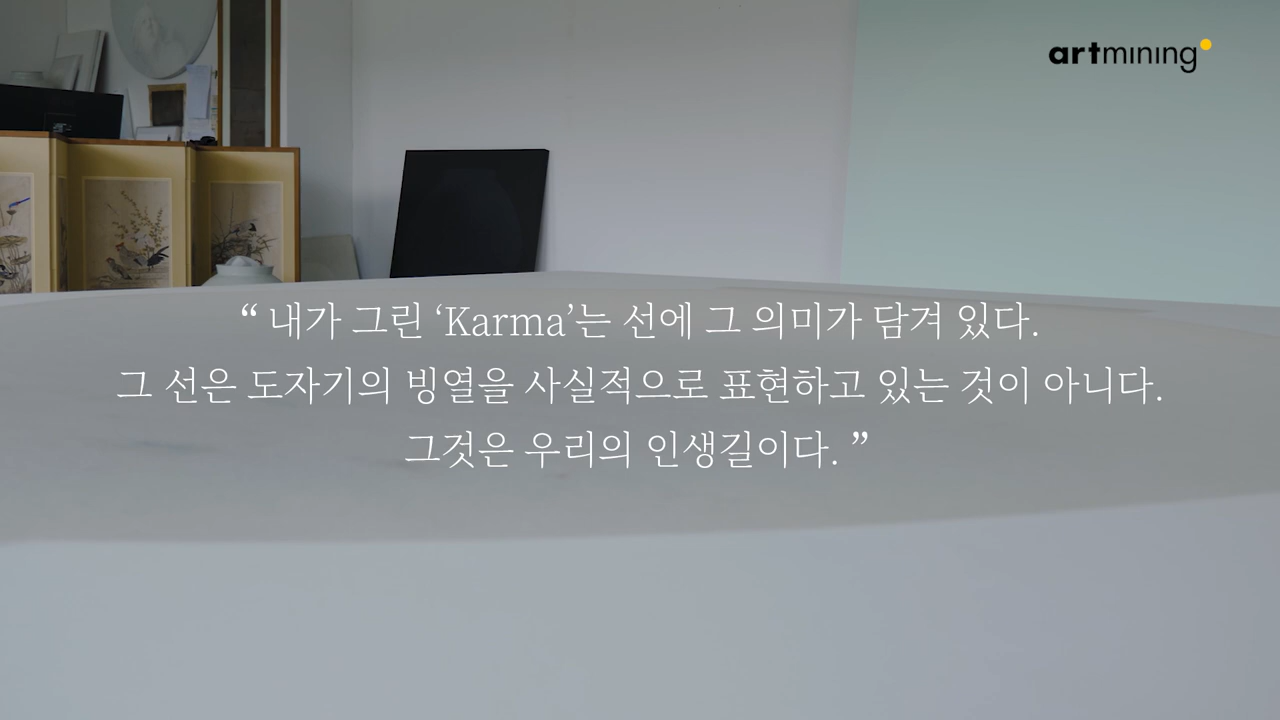 artmining
“ 내가 그린 ‘Karma’는 선에 그 의미가 담겨 있다.
그 선은 도자기의 빙열을 사실적으로 표현하고 있는 것이 아니다.
그것은 우리의 인생길이다. ”